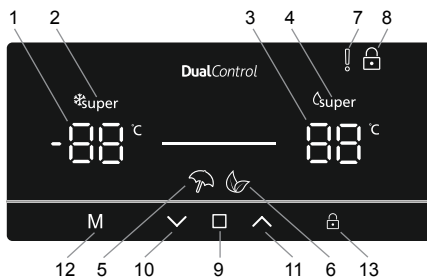 1 2 3 4 7 8
DualControl
super super
-88 °C 88 °C
M
12 5 10 9 11 6 13